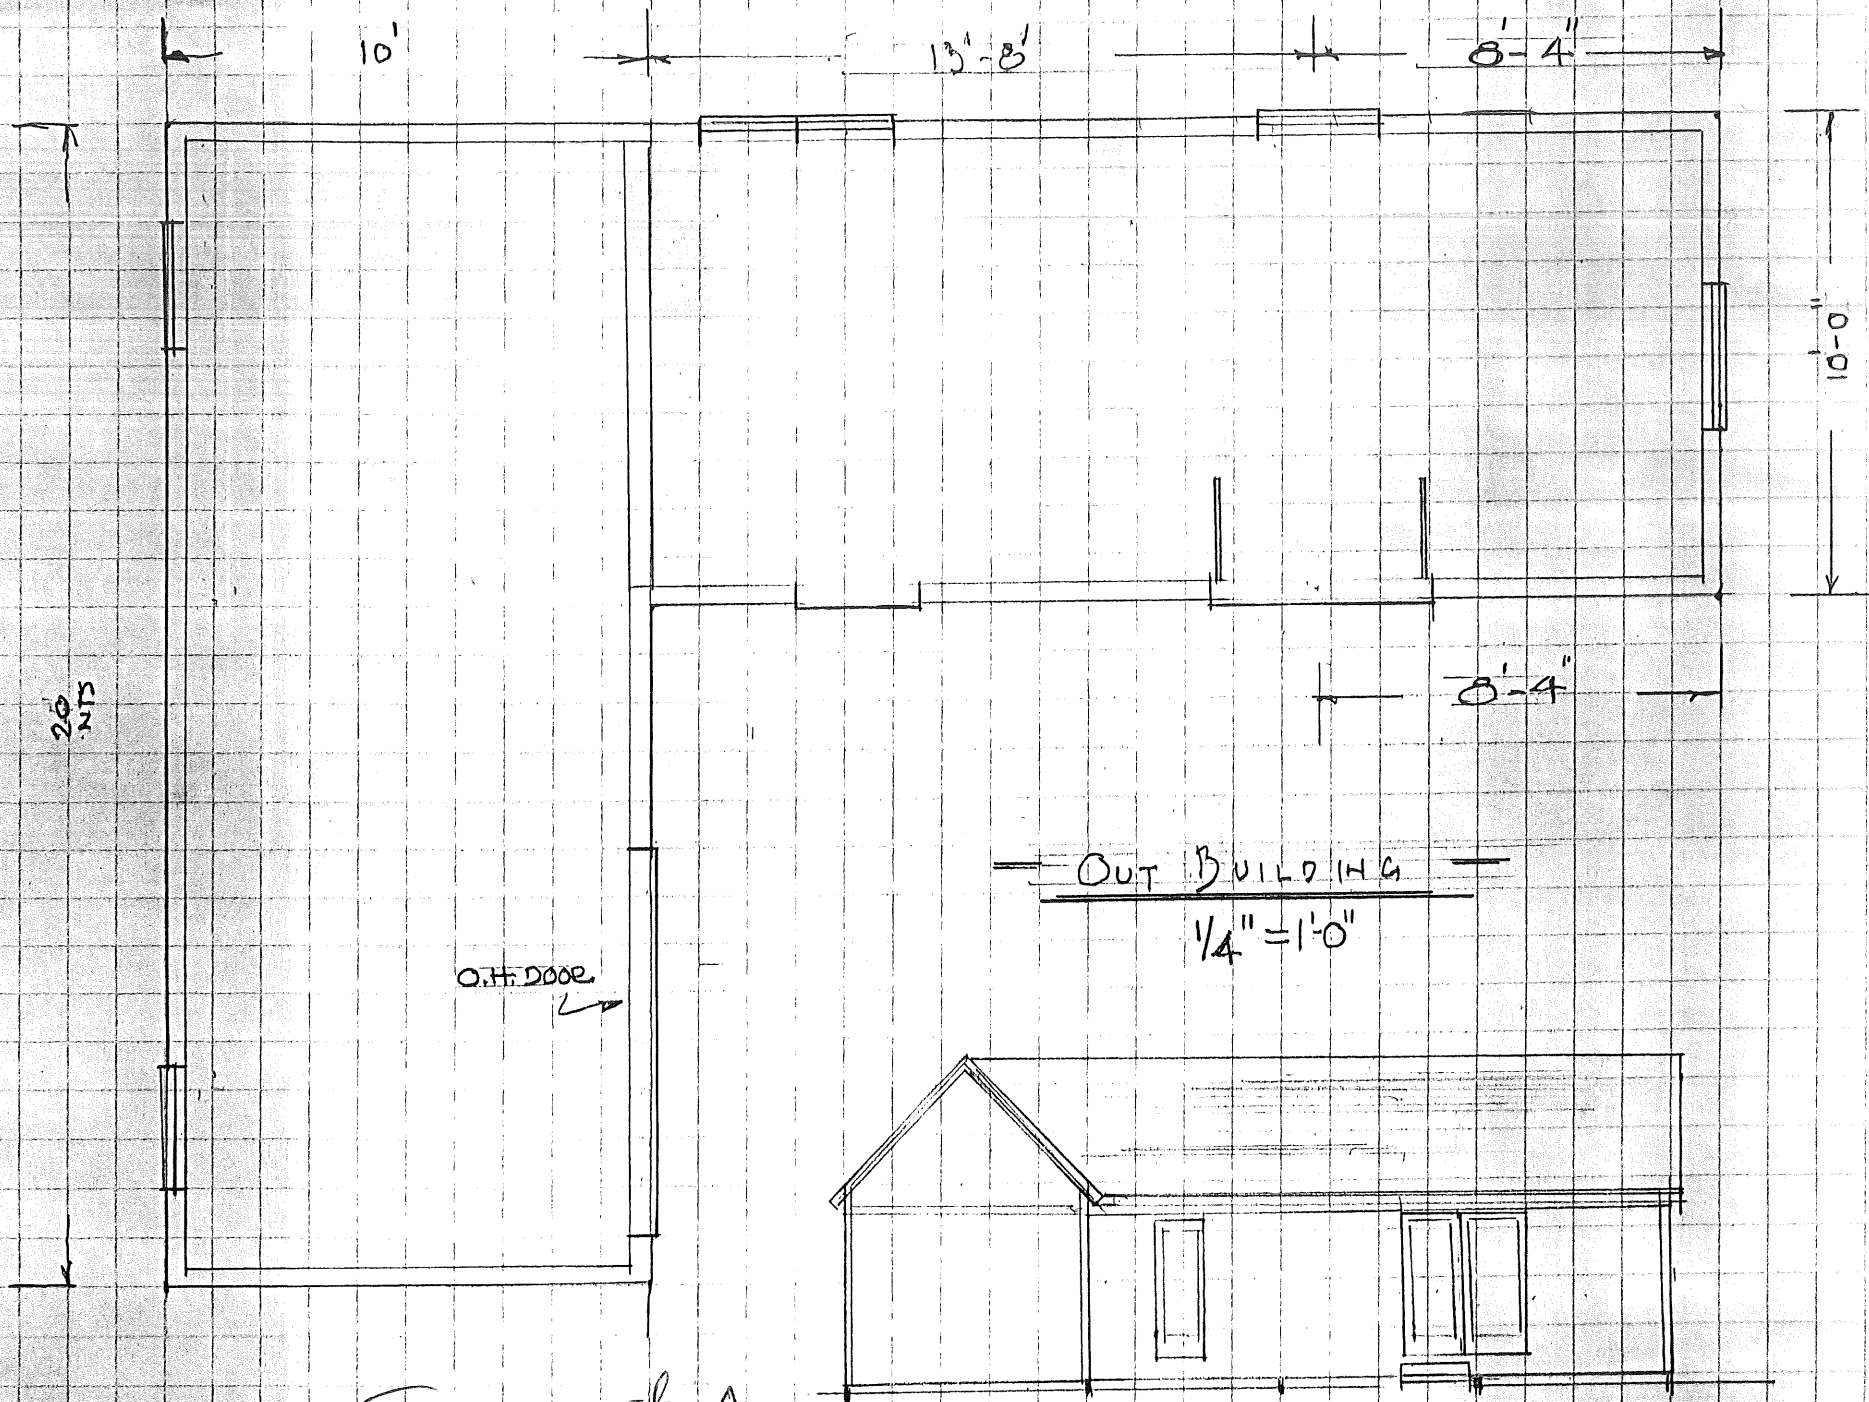 10'
13'-8'
8'-4"
10'-0"
20'
8'-4"
OUT BUILDING
1/4" = 1'-0"
O.H. DOOR